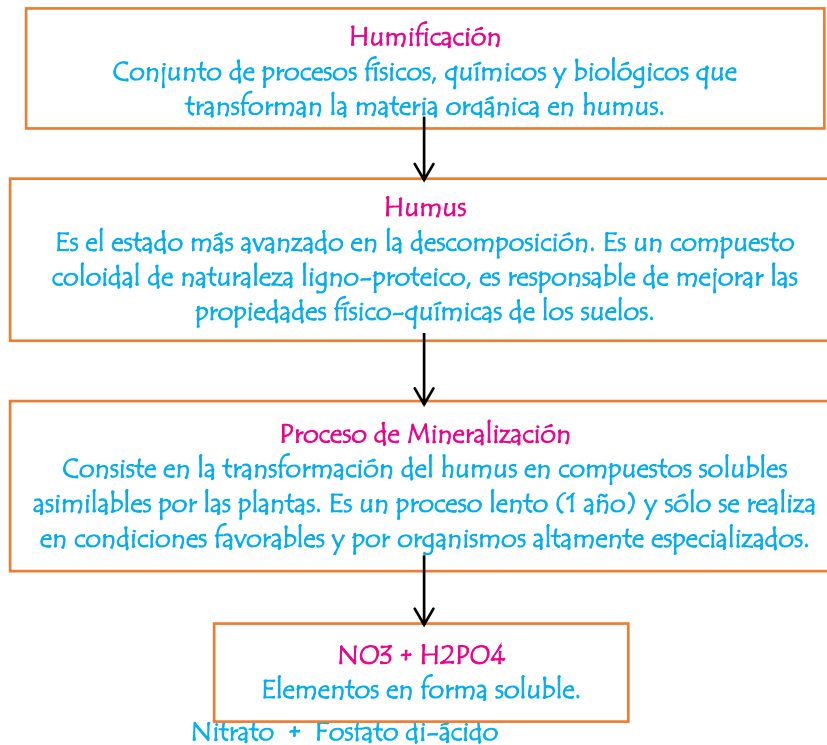 Humificación
Conjunto de procesos físicos, químicos y biológicos que
transforman la materia orgánica en humus.
Humus
Es el estado más avanzado en la descomposición. Es un compuesto
coloidal de naturaleza ligno-proteico, es responsable de mejorar las
propiedades físico-químicas de los suelos.
Proceso de Mineralización
Consiste en la transformación del humus en compuestos solubles
asimilables por las plantas. Es un proceso lento (1 año) y sólo se realiza
en condiciones favorables y por organismos altamente especializados.
NO3 + H2PO4
Elementos en forma soluble.
Nitrato + Fosfato di-ácido